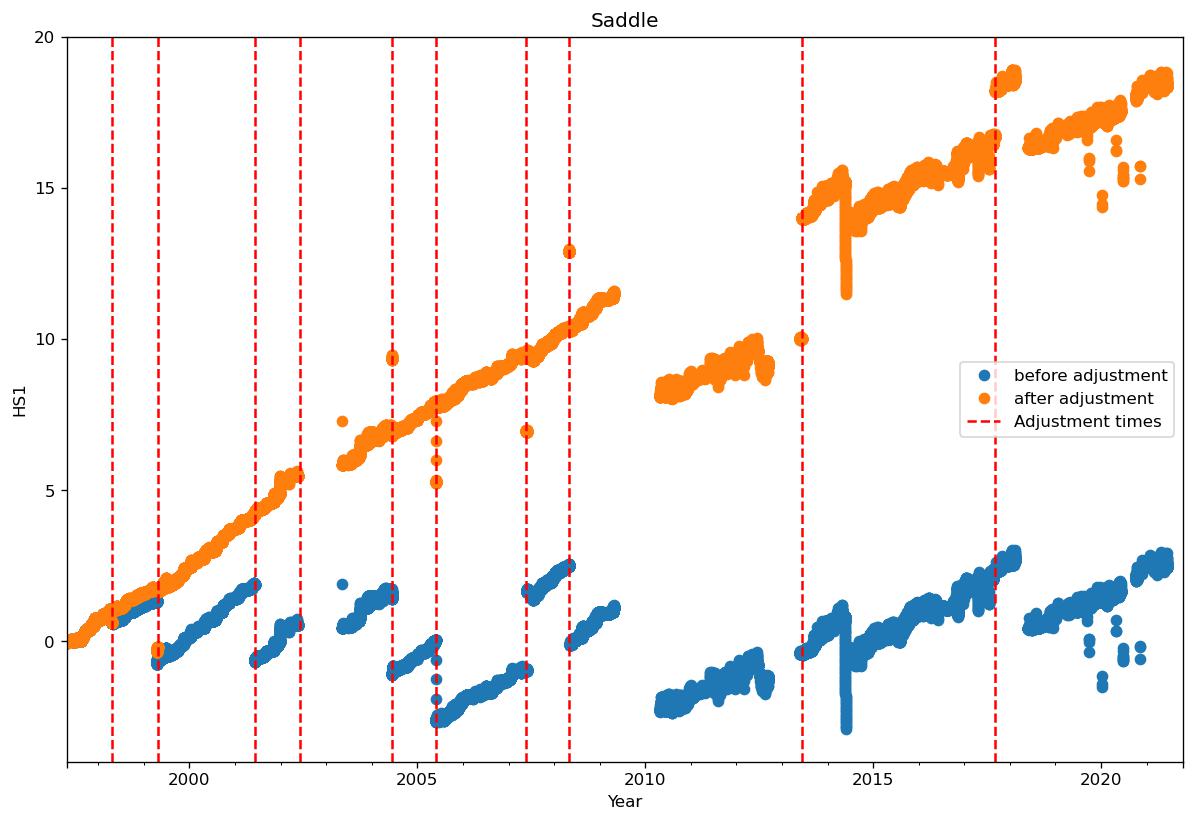 Saddle
HS1
20
15
10
5
0
before adjustment
after adjustment
Adjustment times
2000 2005 2010 2015 2020
Year